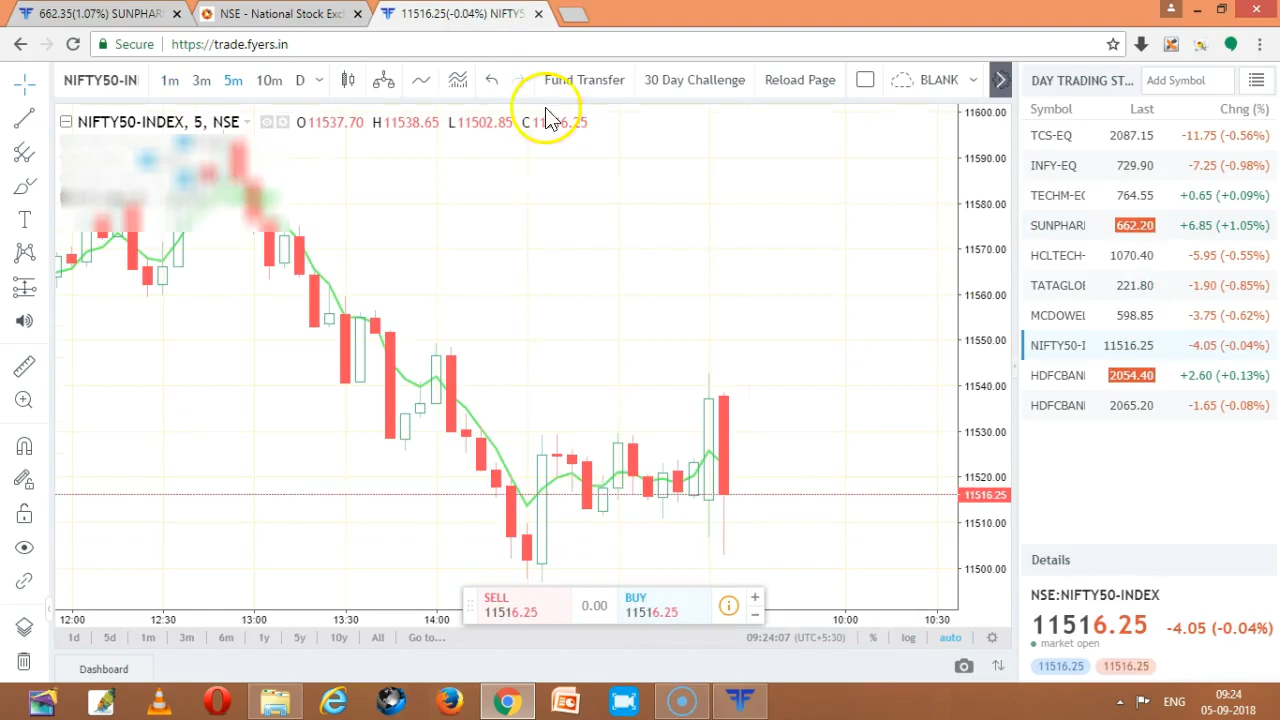 662.35(1.07%) SUNPHARM
NSE - National Stock Exc
11516.25(-0.04%) NIFTY5
Secure
https://trade.fyers.in
NIFTY50-IN
1m 3m 5m 10m D
Fund Transfer
30 Day Challenge
Reload Page
BLANK
DAY TRADING ST...
Add Symbol
NIFTY50-INDEX, 5, NSE
O11537.70 H11538.65 L11502.85
Symbol Last Chng (%)
TCS-EQ 2087.15 -11.75 (-0.56%)
INFY-EQ 729.90 -7.25 (-0.98%)
TECHM-E 764.55 +0.65 (+0.09%)
SUNPHAR 662.20 +6.85 (+1.05%)
HCLTECH- 1070.40 -5.95 (-0.55%)
TATAGLO 221.80 -1.90 (-0.85%)
MCDOWE 598.85 -3.75 (-0.62%)
NIFTY50-I 11516.25 -4.05 (-0.04%)
HDFCBAN 2054.40 +2.60 (+0.13%)
HDFCBAN 2065.20 -1.65 (-0.08%)
11600.00
11590.00
11580.00
11570.00
11560.00
11550.00
11540.00
11530.00
11520.00
11516.25
11510.00
11500.00
SELL
11516.25
0.00
BUY
11516.25
12:00 12:30 13:00 13:30 14:00 10:00 10:30
1d 5d 1m 3m 6m 1y 5y 10y All Go to...
09:24:07 (UTC+5:30)
% log auto
Dashboard
Details
NSE:NIFTY50-INDEX
11516.25 -4.05 (-0.04%)
market open
11516.25 11516.25
ENG
09:24
05-09-2018